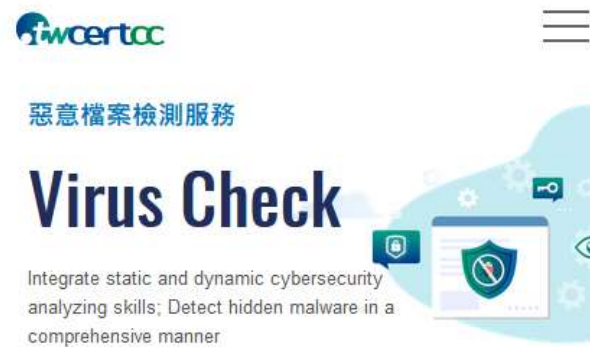 twcertcc
惡意檔案檢測服務
Virus Check
Integrate static and dynamic cybersecurity
analyzing skills; Detect hidden malware in a
comprehensive manner